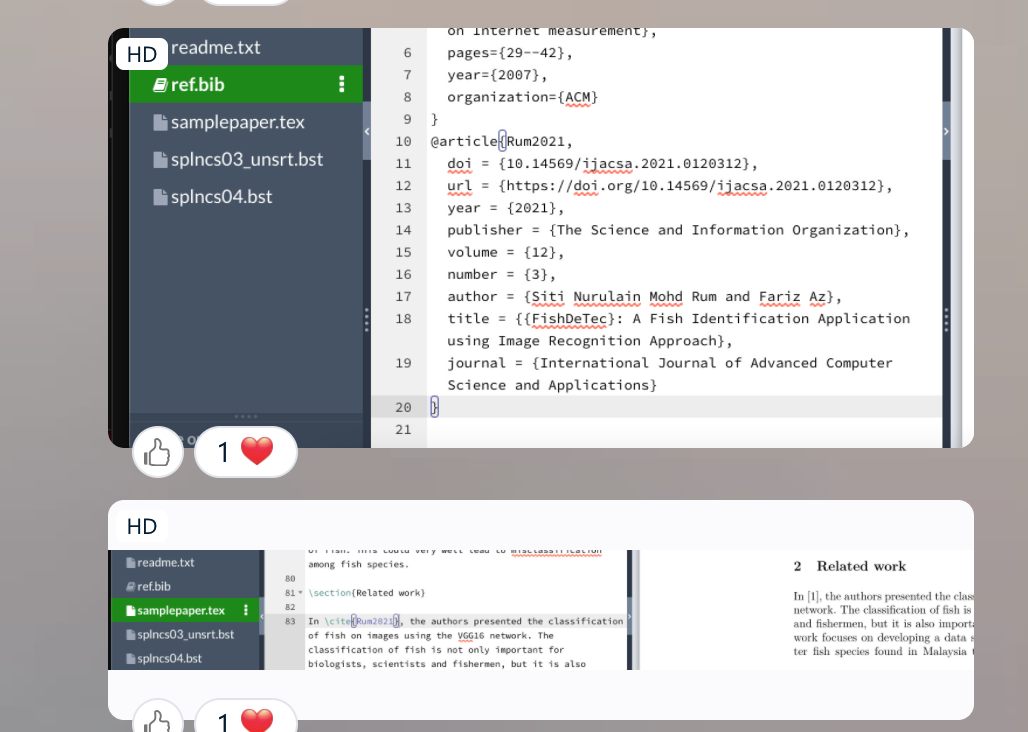 HD
readme.txt
ref.bib
samplepaper.tex
splncs03_unsrt.bst
splncs04.bst
on Internet measurement},
6 pages={29--42},
7 year={2007},
8 organization={ACM}
9 }
10 @article{Rum2021,
11 doi = {10.14569/ijacsa.2021.0120312},
12 url = {https://doi.org/10.14569/ijacsa.2021.0120312},
13 year = {2021},
14 publisher = {The Science and Information Organization},
15 volume = {12},
16 number = {3},
17 author = {Siti Nurulain Mohd Rum and Fariz Az},
18 title = {{FishDeTec}: A Fish Identification Application
using Image Recognition Approach},
19 journal = {International Journal of Advanced Computer
Science and Applications}
20 }
21
1
HD
readme.txt
ref.bib
samplepaper.tex
splncs03_unsrt.bst
splncs04.bst
of fish. This could very well lead to misclassification
among fish species.
80
81 \section{Related work}
82
83 In \cite{Rum2021}, the authors presented the classification
of fish on images using the VGG16 network. The
classification of fish is not only important for
biologists, scientists and fishermen, but it is also
2 Related work
In [1], the authors presented the clas
network. The classification of fish is
and fishermen, but it is also importa
work focuses on developing a data s
ter fish species found in Malaysia t
1